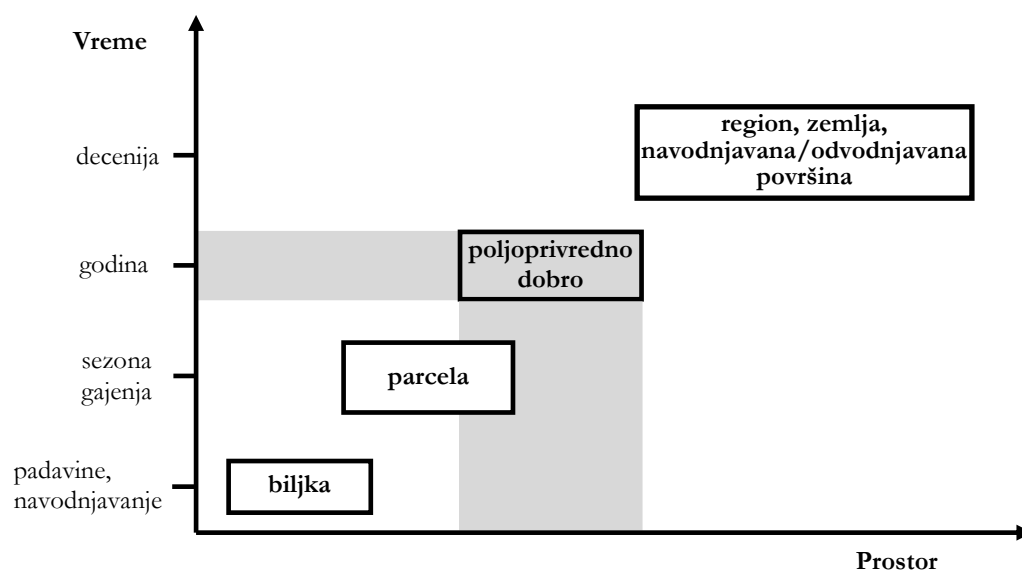 Vreme
region, zemlja,
navodnjavana/odvodnjavana
površina
decenija
poljoprivredno
dobro
godina
sezona
gajenja
parcela
padavine,
navodnjavanje
biljka
Prostor